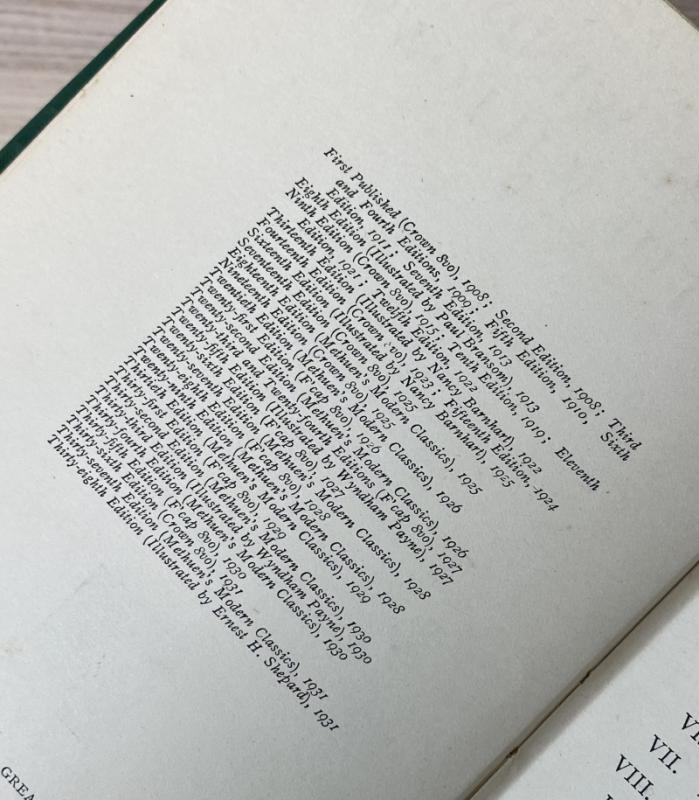 First Published (Crown 8vo), 1908; Second Edition, 1908; Third
and Fourth Editions, 1909; Fifth Edition, 1910, Sixth
Edition, 1911; Seventh Edition, 1913
Eighth Edition (Illustrated by Paul Bransom), 1913
Ninth Edition (Crown 8vo), 1915; Tenth Edition, 1919; Eleventh
Edition, 1921; Twelfth Edition, 1922
Thirteenth Edition (Illustrated by Nancy Barnhart), 1922
Fourteenth Edition (Crown 8vo), 1923; Fifteenth Edition, 1924
Sixteenth Edition (Illustrated by Nancy Barnhart), 1925
Seventeenth Edition (Crown 8vo), 1925
Eighteenth Edition (Methuen's Modern Classics), 1925
Nineteenth Edition (Crown 8vo), 1925
Twentieth Edition (Methuen's Modern Classics), 1926
Twenty-first Edition (F'cap 8vo), 1926
Twenty-second Edition (Methuen's Modern Classics), 1926
Twenty-third and Twenty-fourth Editions (F'cap 8vo), 1927
Twenty-fifth Edition (Illustrated by Wyndham Payne), 1927
Twenty-sixth Edition (F'cap 8vo), 1927
Twenty-seventh Edition (Methuen's Modern Classics), 1928
Twenty-eighth Edition (F'cap 8vo), 1928
Twenty-ninth Edition (Methuen's Modern Classics), 1928
Thirtieth Edition (Methuen's Modern Classics), 1929
Thirty-first Edition (F'cap 8vo), 1929
Thirty-second Edition (Methuen's Modern Classics), 1930
Thirty-third Edition (Illustrated by Wyndham Payne), 1930
Thirty-fourth Edition (Methuen's Modern Classics), 1930
Thirty-fifth Edition (F'cap 8vo), 1930
Thirty-sixth Edition (Crown 8vo), 1931
Thirty-seventh Edition (Methuen's Modern Classics), 1931
Thirty-eighth Edition (Illustrated by Ernest H. Shepard), 1931
VII.
VIII.